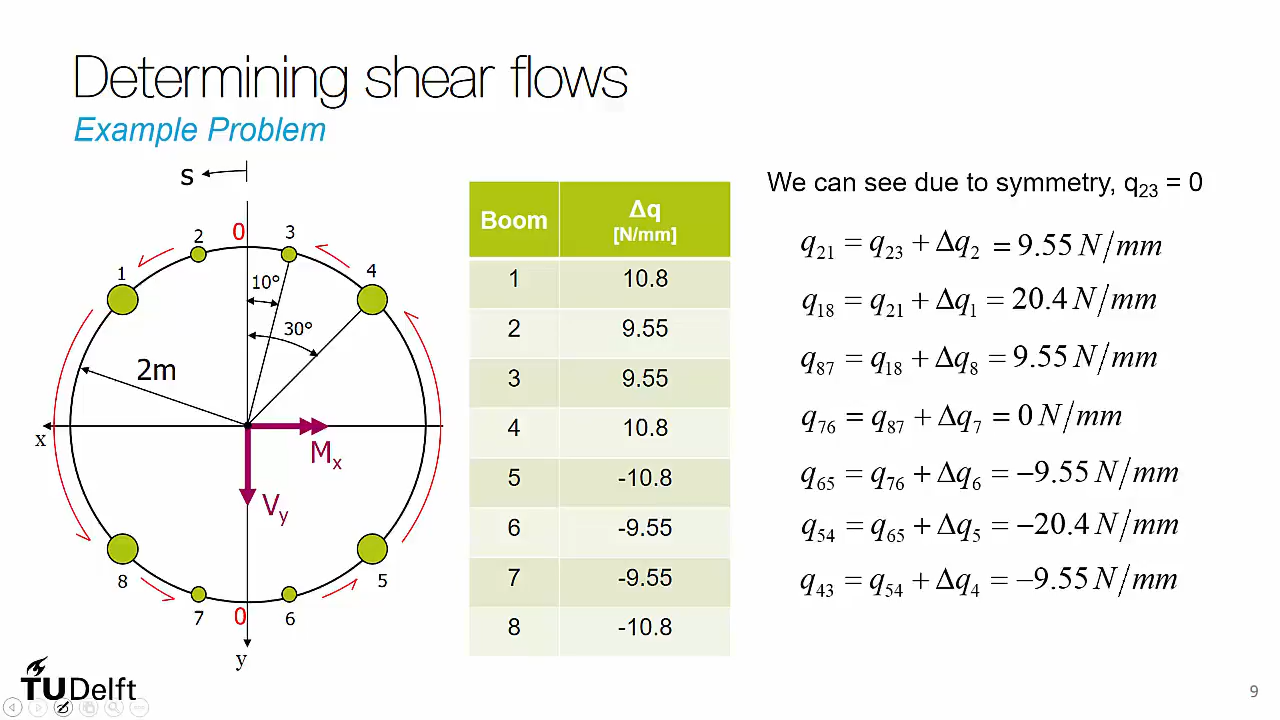 Determining shear flows
Example Problem
s
0
2
3
1
4
10°
30°
2m
x
Mx
Vy
8
5
7
0
6
y
Boom Δq [N/mm]
1 10.8
2 9.55
3 9.55
4 10.8
5 -10.8
6 -9.55
7 -9.55
8 -10.8
We can see due to symmetry, q23 = 0
q21 = q23 + Δq2 = 9.55 N/mm
q18 = q21 + Δq1 = 20.4 N/mm
q87 = q18 + Δq8 = 9.55 N/mm
q76 = q87 + Δq7 = 0 N/mm
q65 = q76 + Δq6 = −9.55 N/mm
q54 = q65 + Δq5 = −20.4 N/mm
q43 = q54 + Δq4 = −9.55 N/mm
TUDelft
9